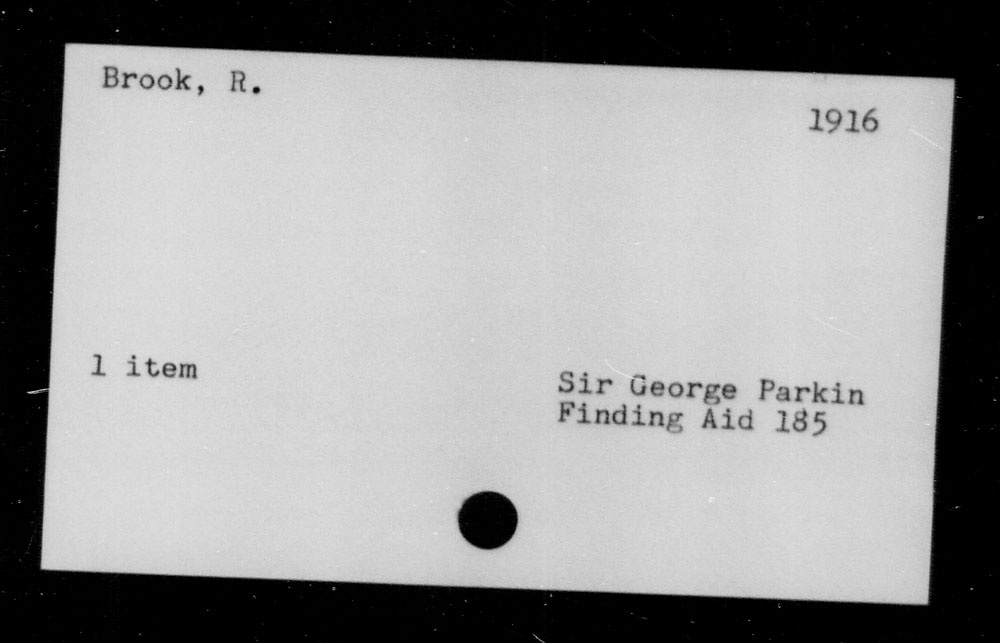 Brook, R.
1916
1 item
Sir George Parkin
Finding Aid 185